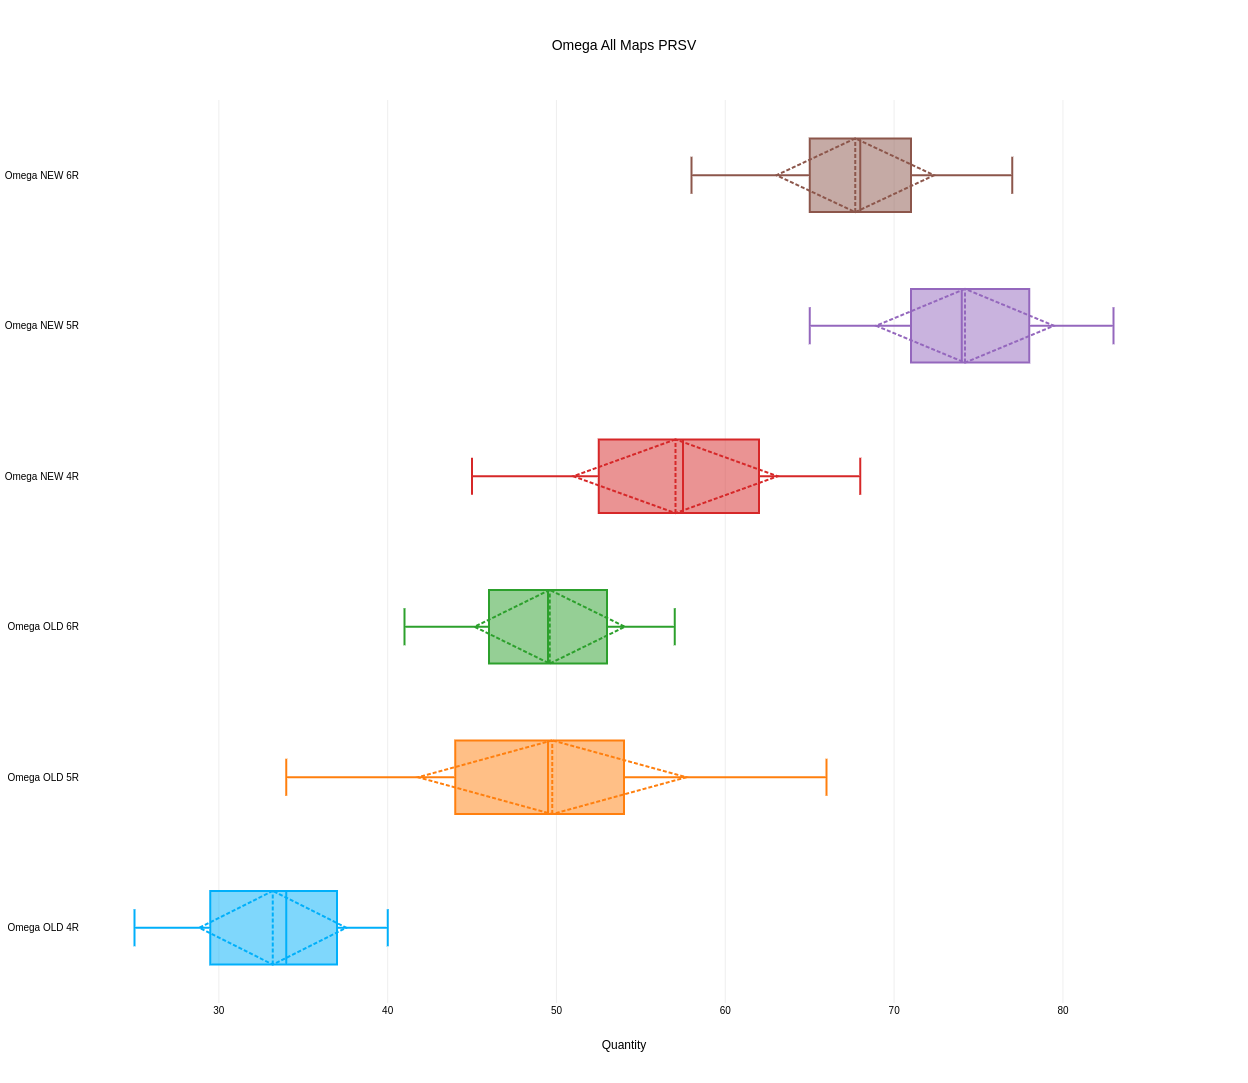 Omega All Maps PRSV
Omega NEW 6R
Omega NEW 5R
Omega NEW 4R
Omega OLD 6R
Omega OLD 5R
Omega OLD 4R
30 40 50 60 70 80
Quantity